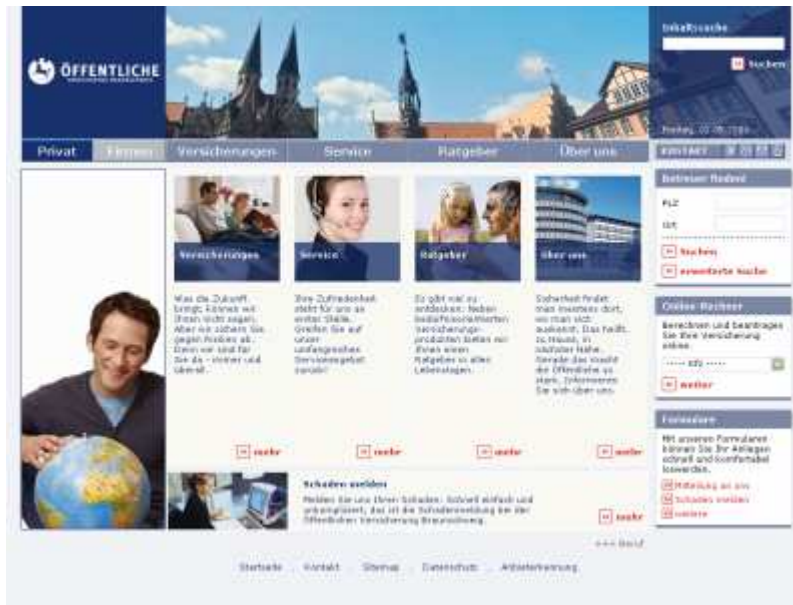 Inhaltssuche
ÖFFENTLICHE
Suchen
Privat Firmen Versicherungen Service Ratgeber Über uns
KONTAKT
Betreuer finden
PLZ
Ort
Suchen
erweiterte Suche
Versicherungen Service Ratgeber Über uns
Was die Zukunft
bringt, können wir
Ihnen nicht sagen.
Aber wir sichern Sie
gegen Risiken ab.
Denn wir sind für
Sie da - immer und
überall.
Ihre Zufriedenheit
steht für uns an
erster Stelle.
Greifen Sie auf
unser
umfangreiches
Serviceangebot
zurück!
Es gibt viel zu
entdecken. Neben
bedarfsorientierten
Versicherungs-
produkten bieten wir
Ihnen einen
Ratgeber in allen
Lebenslagen.
Sicherheit findet
man meistens dort,
wo man sich
auskennt. Das heißt,
zu Hause, in
nächster Nähe.
Gerade das macht
die Öffentliche so
stark. Informieren
Sie sich über uns.
mehr mehr mehr mehr
Online-Rechner
Berechnen und beantragen
Sie Ihre Versicherung
online.
----- Kfz -----
weiter
Formulare
Mit unseren Formularen
können Sie Ihr Anliegen
schnell und komfortabel
loswerden.
Mitteilung an uns
Schaden melden
weitere
Schaden melden
Melden Sie uns Ihren Schaden. Schnell einfach und
unkompliziert, das ist die Schadenmeldung bei der
Öffentlichen Versicherung Braunschweig.
mehr
Startseite . Kontakt . Sitemap . Datenschutz . Anbieterkennung